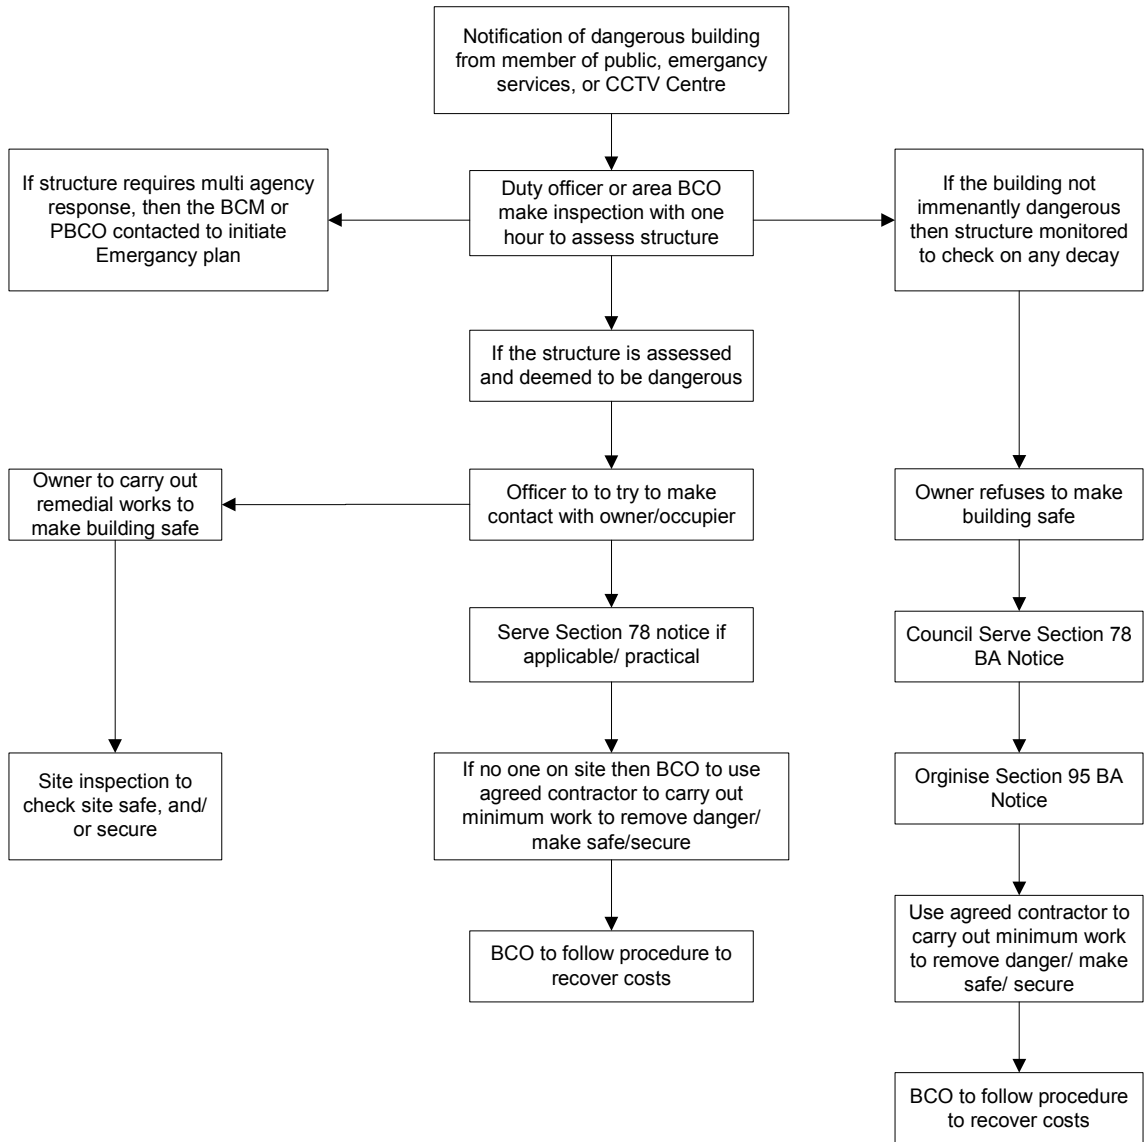 Notification of dangerous building
from member of public, emergancy
services, or CCTV Centre
If structure requires multi agency
response, then the BCM or
PBCO contacted to initiate
Emergancy plan
Duty officer or area BCO
make inspection with one
hour to assess structure
If the building not
immenantly dangerous
then structure monitored
to check on any decay
If the structure is assessed
and deemed to be dangerous
Owner to carry out
remedial works to
make building safe
Officer to to try to make
contact with owner/occupier
Owner refuses to make
building safe
Serve Section 78 notice if
applicable/ practical
Council Serve Section 78
BA Notice
Site inspection to
check site safe, and/
or secure
If no one on site then BCO to use
agreed contractor to carry out
minimum work to remove danger/
make safe/secure
Orginise Section 95 BA
Notice
Use agreed contractor to
carry out minimum work
to remove danger/ make
safe/ secure
BCO to follow procedure to
recover costs
BCO to follow procedure
to recover costs